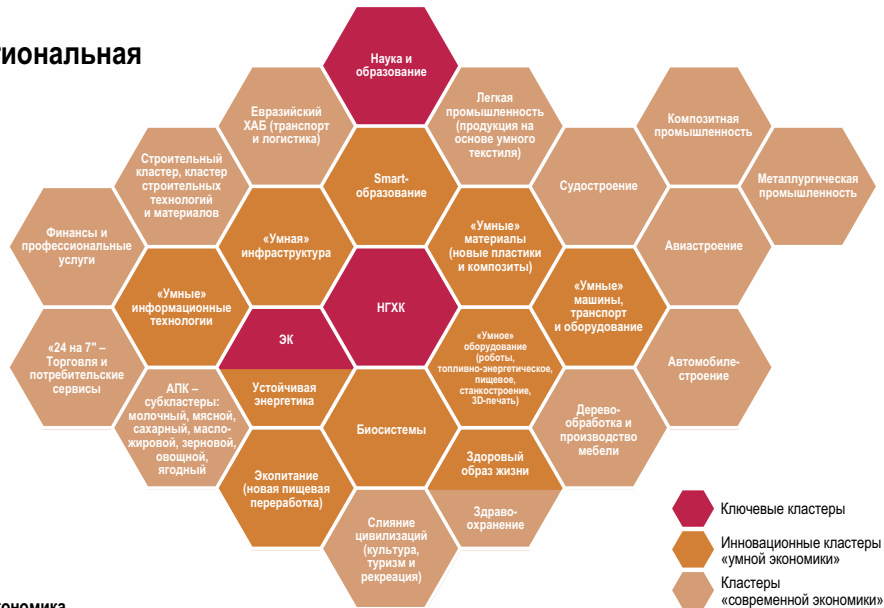 гиональная
Наука и
образование
Евразийский
ХАБ (транспорт
и логистика)
Легкая
промышленность
(продукция на
основе умного
текстиля)
Композитная
промышленность
Строительный
кластер, кластер
строительных
технологий
и материалов
Smart-
образование
Судостроение
Металлургическая
промышленность
Финансы и
профессиональные
услуги
«Умная»
инфраструктура
«Умные»
материалы
(новые пластики
и композиты)
Авиастроение
«Умные»
информационные
технологии
НГХК
«Умные»
машины,
транспорт
и оборудование
«24 на 7" –
Торговля и
потребительские
сервисы
ЭК
Устойчивая
энергетика
«Умное»
оборудование
(роботы,
топливно-энергетическое,
пищевое,
станкостроение,
3D-печать)
Автомобиле-
строение
АПК –
субкластеры:
молочный, мясной,
сахарный, масло-
жировой, зерновой,
овощной,
ягодный
Биосистемы
Дерево-
обработка и
производство
мебели
Экопитание
(новая пищевая
переработка)
Здоровый
образ жизни
Здраво-
охранение
Слияние
цивилизаций
(культура,
туризм и
рекреация)
Ключевые кластеры
Инновационные кластеры
«умной экономики»
Кластеры
«современной экономики»